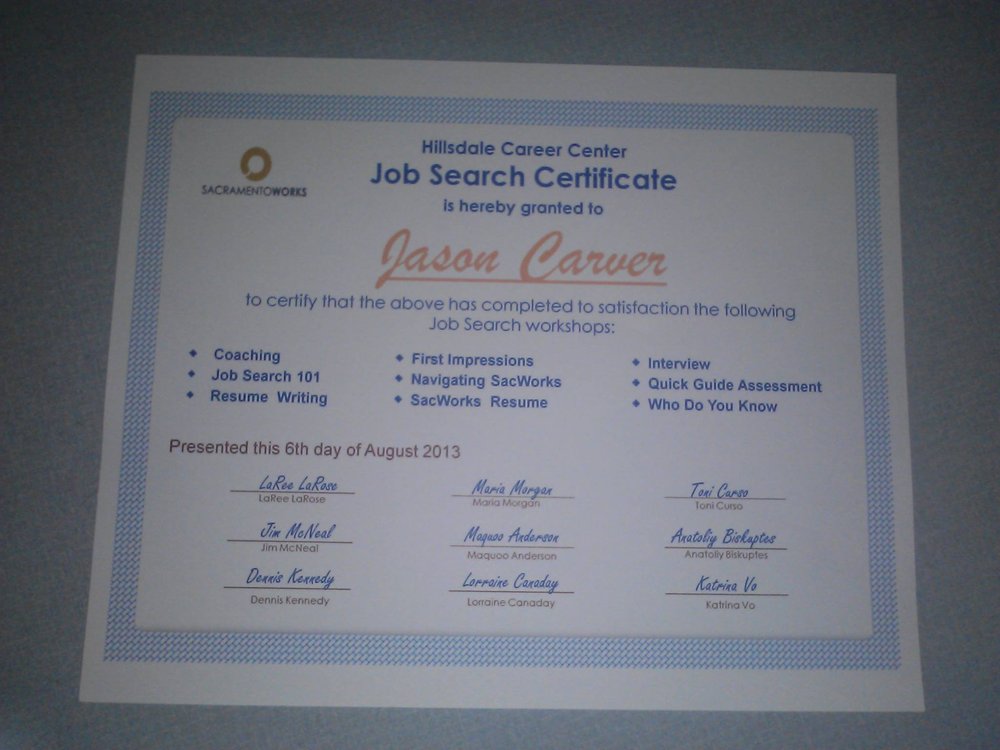 Hillsdale Career Center
Job Search Certificate
SACRAMENTOWORKS
is hereby granted to
Jason Carver
to certify that the above has completed to satisfaction the following
Job Search workshops:
Coaching
Job Search 101
Resume Writing
First Impressions
Navigating SacWorks
SacWorks Resume
Interview
Quick Guide Assessment
Who Do You Know
Presented this 6th day of August 2013
LaRee LaRose
LaRee LaRose
Maria Morgan
Maria Morgan
Toni Curso
Toni Curso
Jim McNeal
Jim McNeal
Maquoo Anderson
Maquoo Anderson
Anatoliy Biskuptes
Anatoliy Biskuptes
Dennis Kennedy
Dennis Kennedy
Lorraine Canaday
Lorraine Canaday
Katrina Vo
Katrina Vo